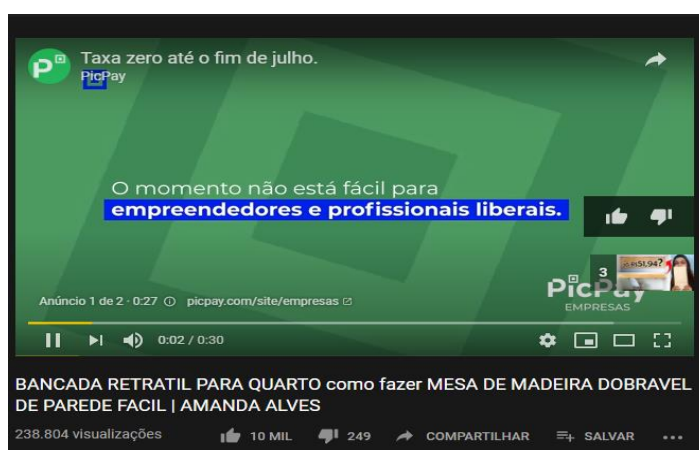 Taxa zero até o fim de julho.
PicPay
O momento não está fácil para
empreendedores e profissionais liberais.
3
PicPay
EMPRESAS
Anúncio 1 de 2 · 0:27 picpay.com/site/empresas
0:02 / 0:30
BANCADA RETRATIL PARA QUARTO como fazer MESA DE MADEIRA DOBRAVEL
DE PAREDE FACIL | AMANDA ALVES
238.804 visualizações 10 MIL 249 COMPARTILHAR SALVAR